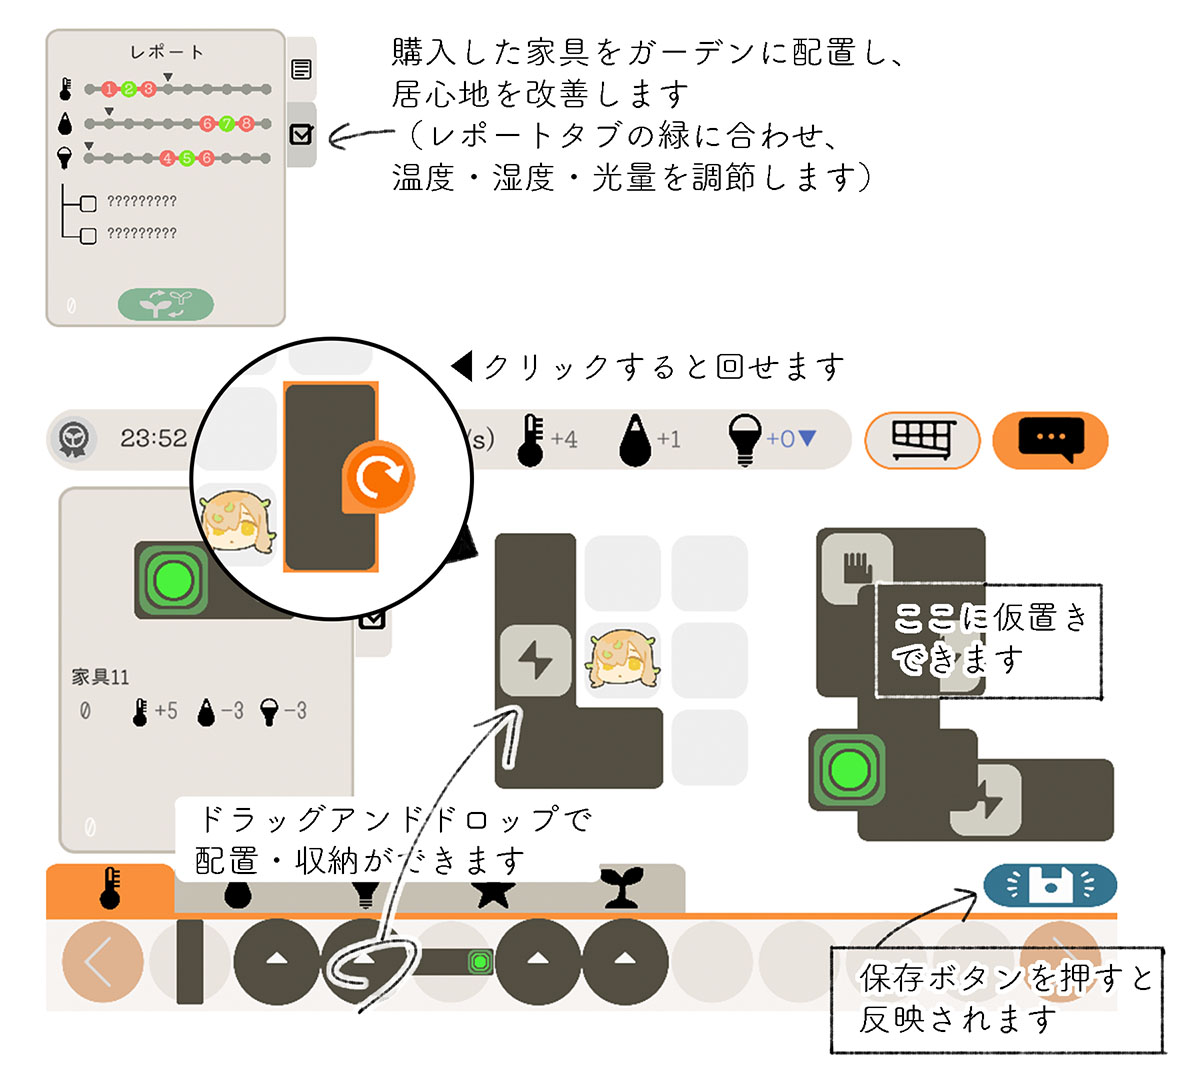 レポート
1 2 3
6 7 8
4 5 6
?????????
?????????
0
購入した家具をガーデンに配置し、
居心地を改善します
（レポートタブの緑に合わせ、
温度・湿度・光量を調節します）
◀クリックすると回せます
23:52
/s)
+4
+1
+0▼
家具11
0 +5 -3 -3
0
ここに仮置き
できます
ドラッグアンドドロップで
配置・収納ができます
保存ボタンを押すと
反映されます